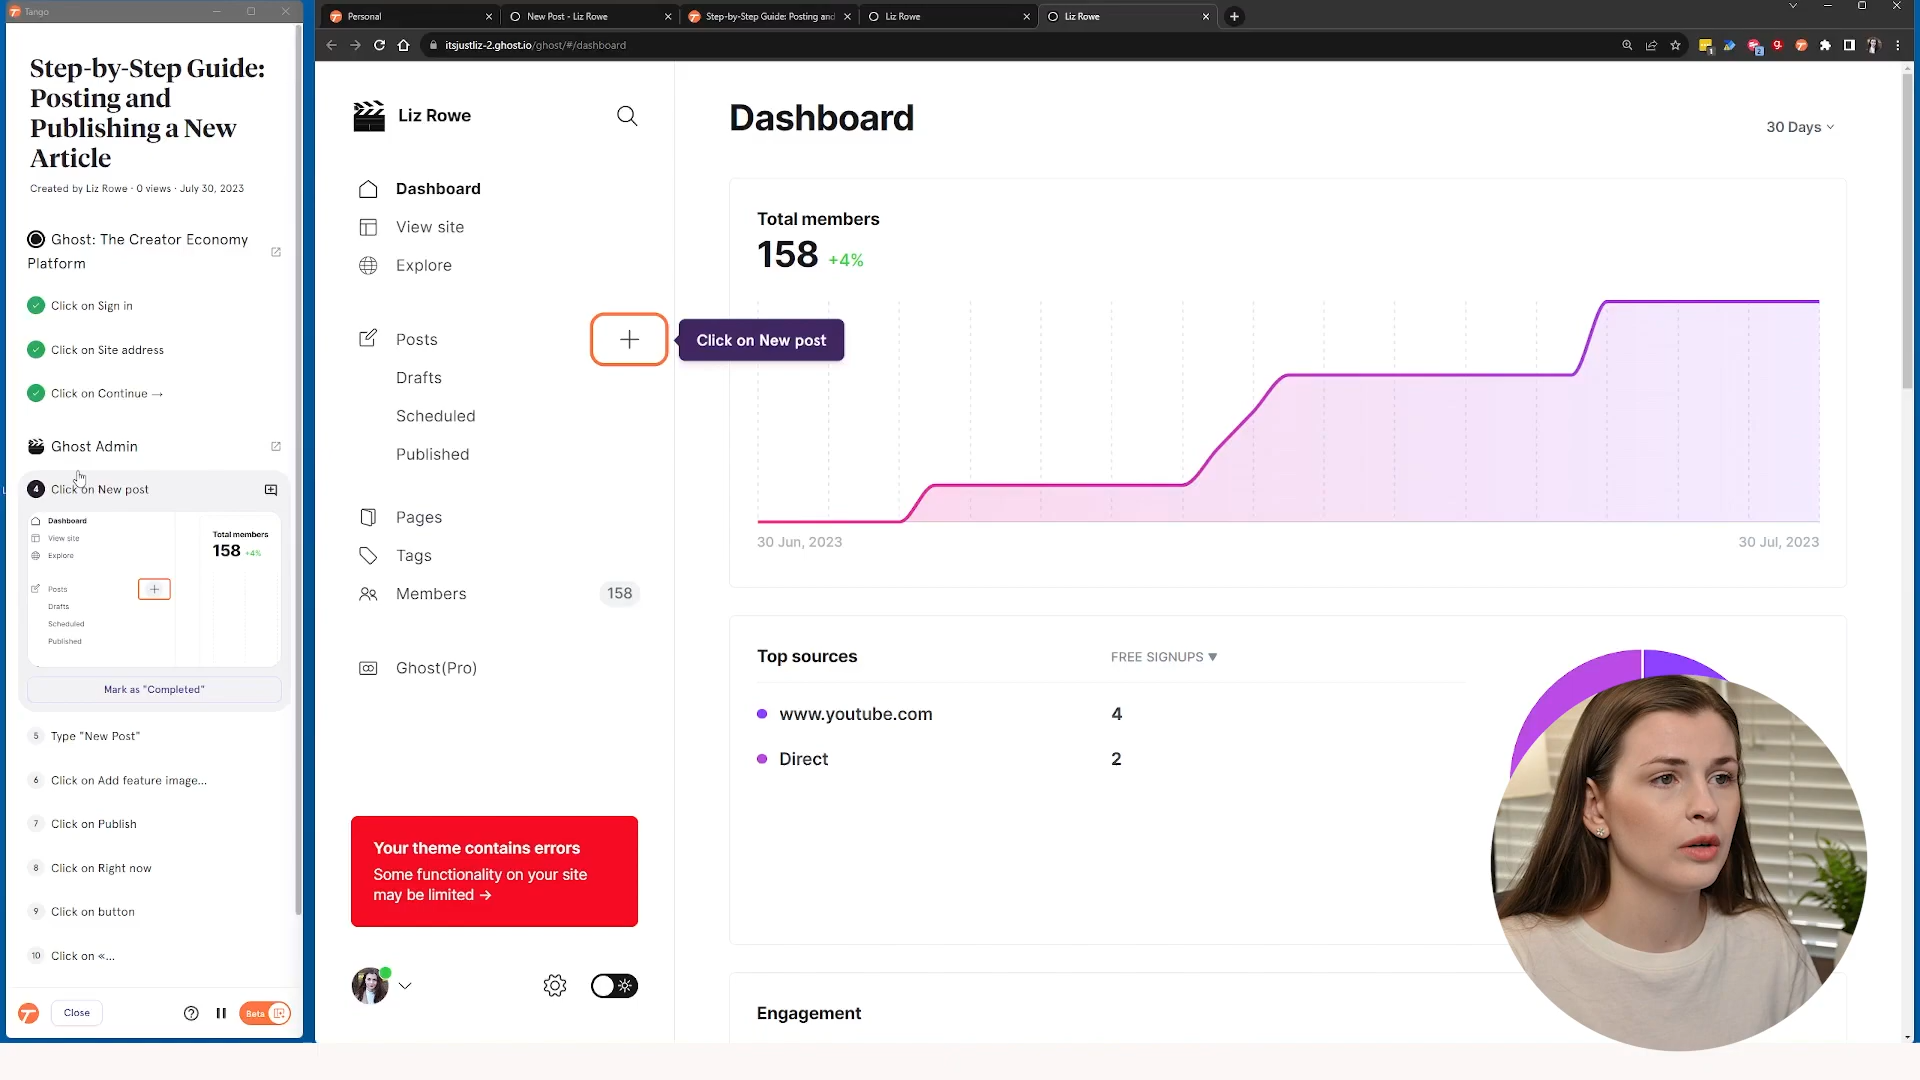 Tango
Step-by-Step Guide:
Posting and
Publishing a New
Article
Created by Liz Rowe · 0 views · July 30, 2023
Ghost: The Creator Economy
Platform
Click on Sign in
Click on Site address
Click on Continue →
Ghost Admin
4 Click on New post
Dashboard
View site
Explore
Total members
158 +4%
Posts
Drafts
Scheduled
Published
Mark as "Completed"
5 Type "New Post"
6 Click on Add feature image...
7 Click on Publish
8 Click on Right now
9 Click on button
10 Click on «...
Close
Beta
Personal
New Post - Liz Rowe
Step-by-Step Guide: Posting and
Liz Rowe
Liz Rowe
itsjustliz-2.ghost.io/ghost/#/dashboard
Liz Rowe
Dashboard
View site
Explore
Posts
Drafts
Scheduled
Published
Pages
Tags
Members 158
Ghost(Pro)
Your theme contains errors
Some functionality on your site
may be limited →
Click on New post
Dashboard
30 Days
Total members
158 +4%
30 Jun, 2023
30 Jul, 2023
Top sources
FREE SIGNUPS ▼
www.youtube.com 4
Direct 2
Engagement